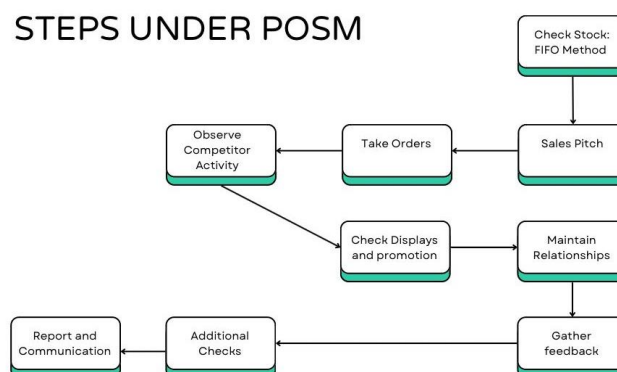 STEPS UNDER POSM
Check Stock:
FIFO Method
Sales Pitch
Take Orders
Observe
Competitor
Activity
Check Displays
and promotion
Maintain
Relationships
Gather
feedback
Additional
Checks
Report and
Communication